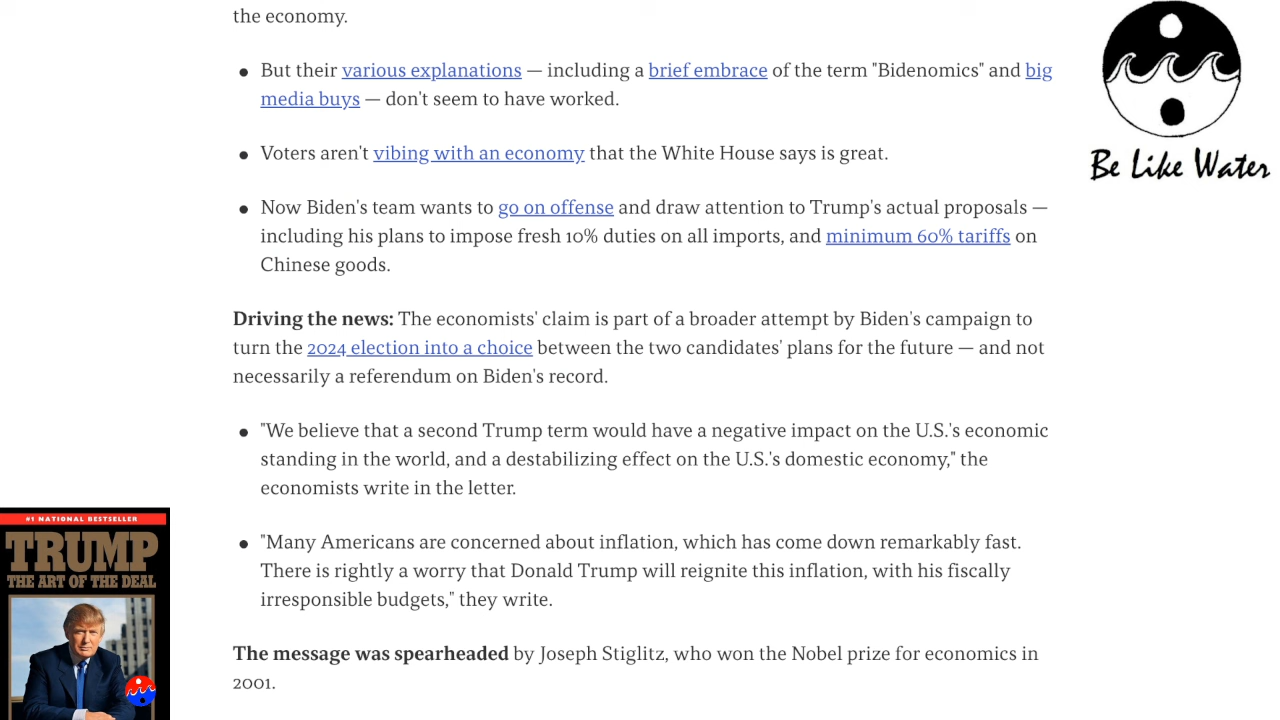 the economy.
● But their various explanations — including a brief embrace of the term "Bidenomics" and big
media buys — don't seem to have worked.
● Voters aren't vibing with an economy that the White House says is great.
● Now Biden's team wants to go on offense and draw attention to Trump's actual proposals —
including his plans to impose fresh 10% duties on all imports, and minimum 60% tariffs on
Chinese goods.
Driving the news: The economists' claim is part of a broader attempt by Biden's campaign to
turn the 2024 election into a choice between the two candidates' plans for the future — and not
necessarily a referendum on Biden's record.
● "We believe that a second Trump term would have a negative impact on the U.S.'s economic
standing in the world, and a destabilizing effect on the U.S.'s domestic economy," the
economists write in the letter.
● "Many Americans are concerned about inflation, which has come down remarkably fast.
There is rightly a worry that Donald Trump will reignite this inflation, with his fiscally
irresponsible budgets," they write.
The message was spearheaded by Joseph Stiglitz, who won the Nobel prize for economics in
2001.
Be Like Water
#1 NATIONAL BESTSELLER
TRUMP
THE ART OF THE DEAL